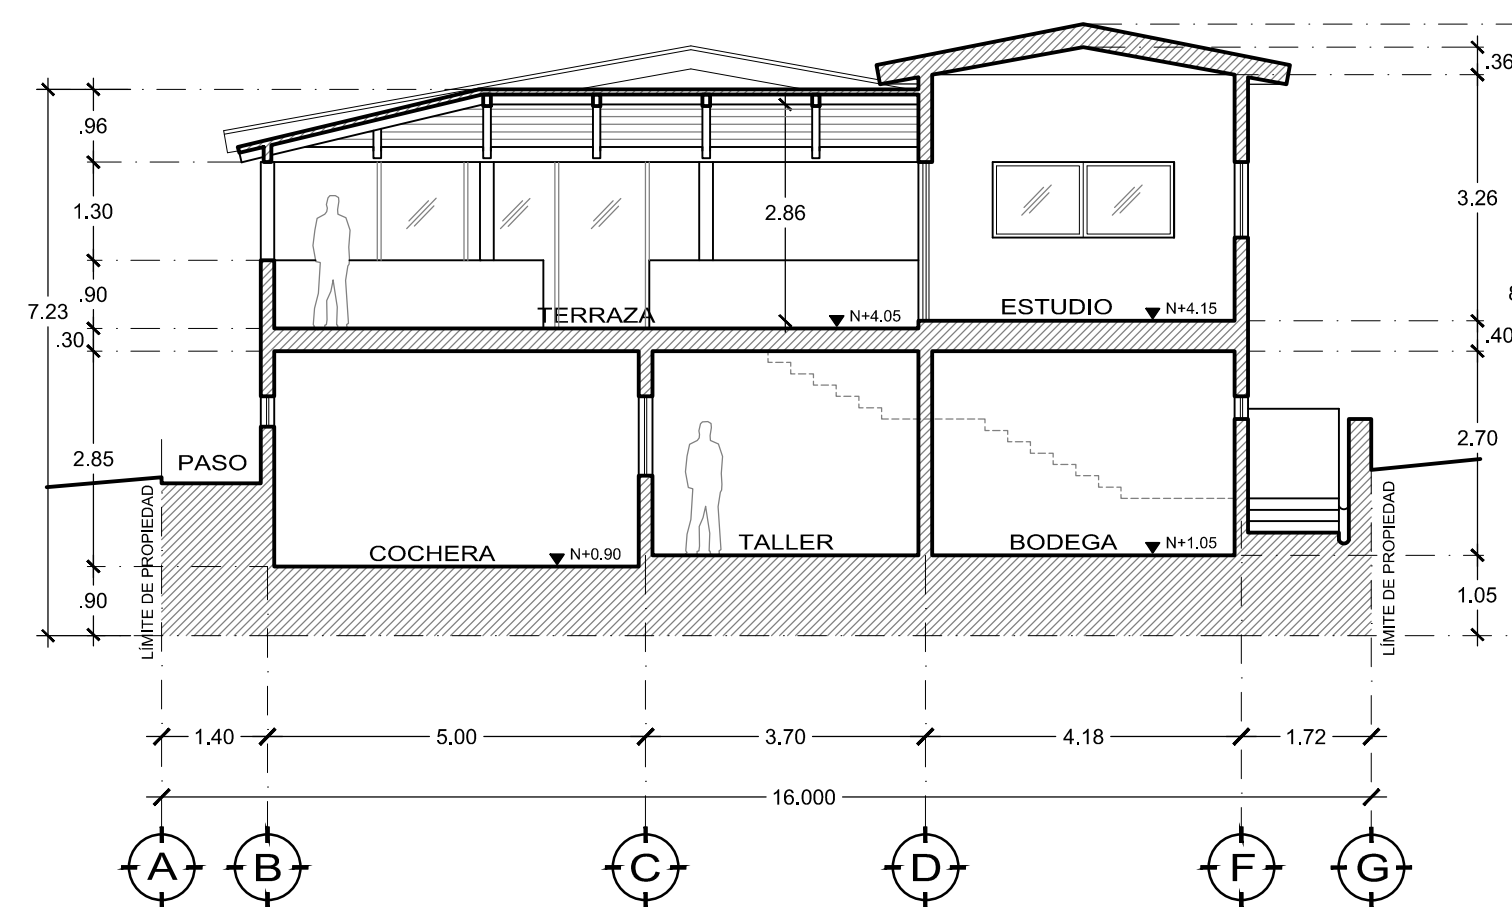 .36
.96
1.30
2.86
3.26
.90
7.23
TERRAZA
N+4.05
ESTUDIO
N+4.15
.30
.40
2.85
PASO
2.70
COCHERA
N+0.90
TALLER
BODEGA
N+1.05
LÍMITE DE PROPIEDAD
LÍMITE DE PROPIEDAD
.90
1.05
1.40
5.00
3.70
4.18
1.72
16.000
A B C D F G